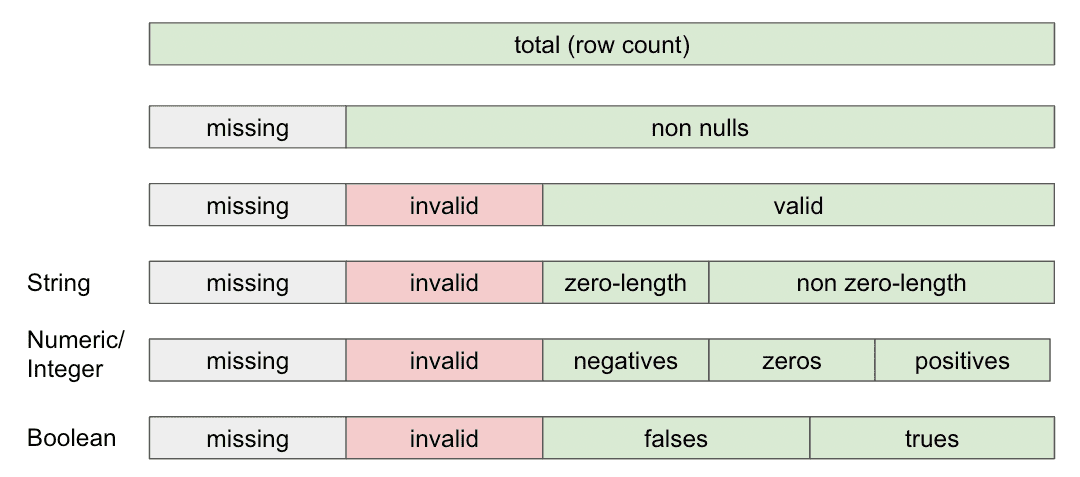 total (row count)
missing non nulls
missing invalid valid
String missing invalid zero-length non zero-length
Numeric/
Integer missing invalid negatives zeros positives
Boolean missing invalid falses trues